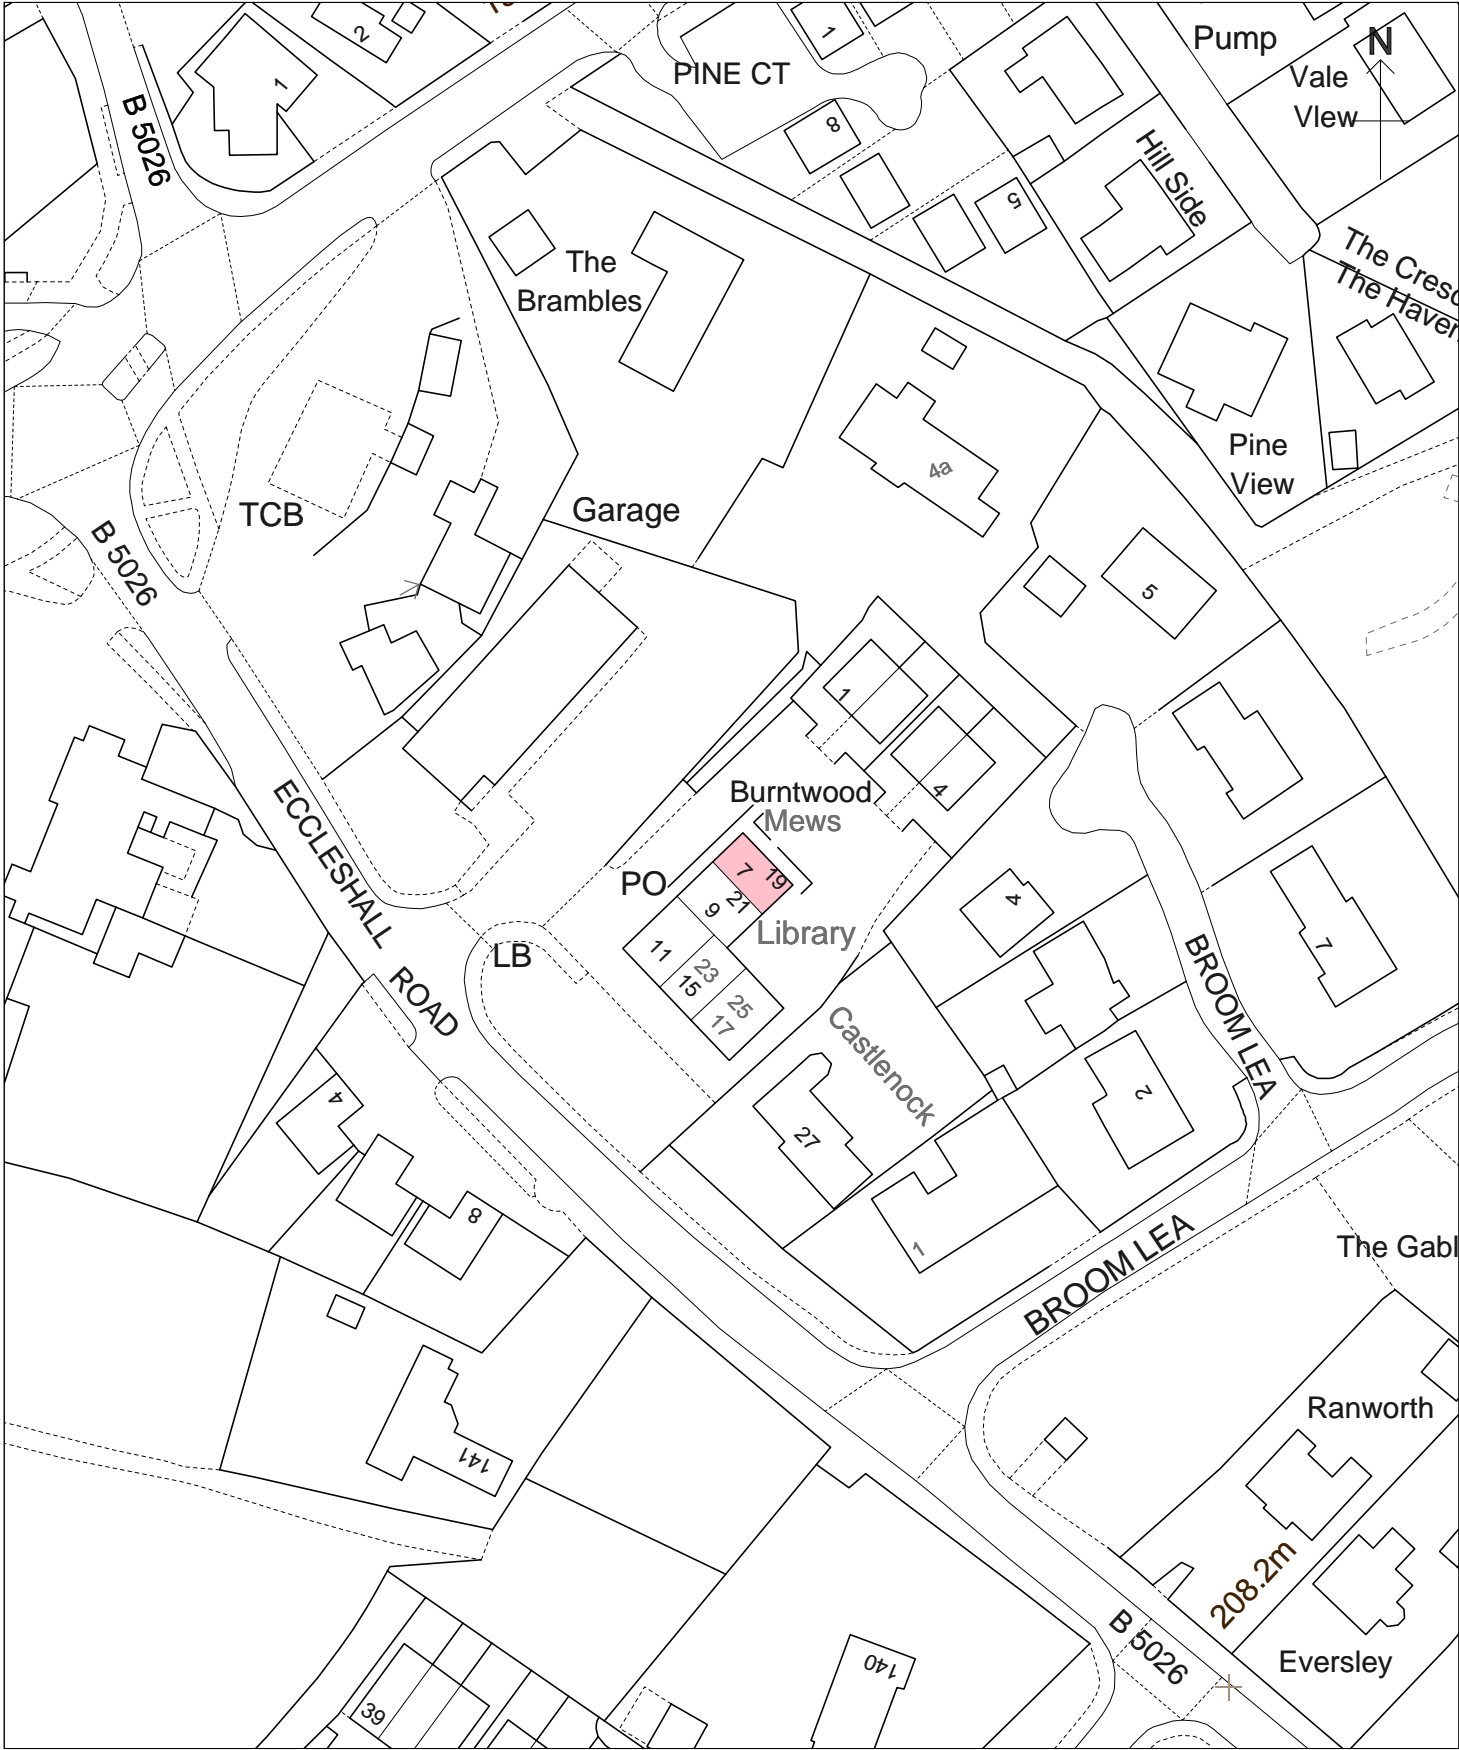 2
1
B 5026
PINE CT
1
8
5
Pump
N
Vale
VIew
Hill Side
The Cresc
The Haven
The
Brambles
4a
Pine
View
TCB
Garage
B 5026
5
1
4
Burntwood
Mews
7
19
PO
9
21
Library
11
23
15
25
17
LB
ECCLESHALL ROAD
4
7
BROOM LEA
Castlenock
27
2
1
BROOM LEA
4
8
The Gabl
Ranworth
141
208.2m
B 5026
Eversley
140
39